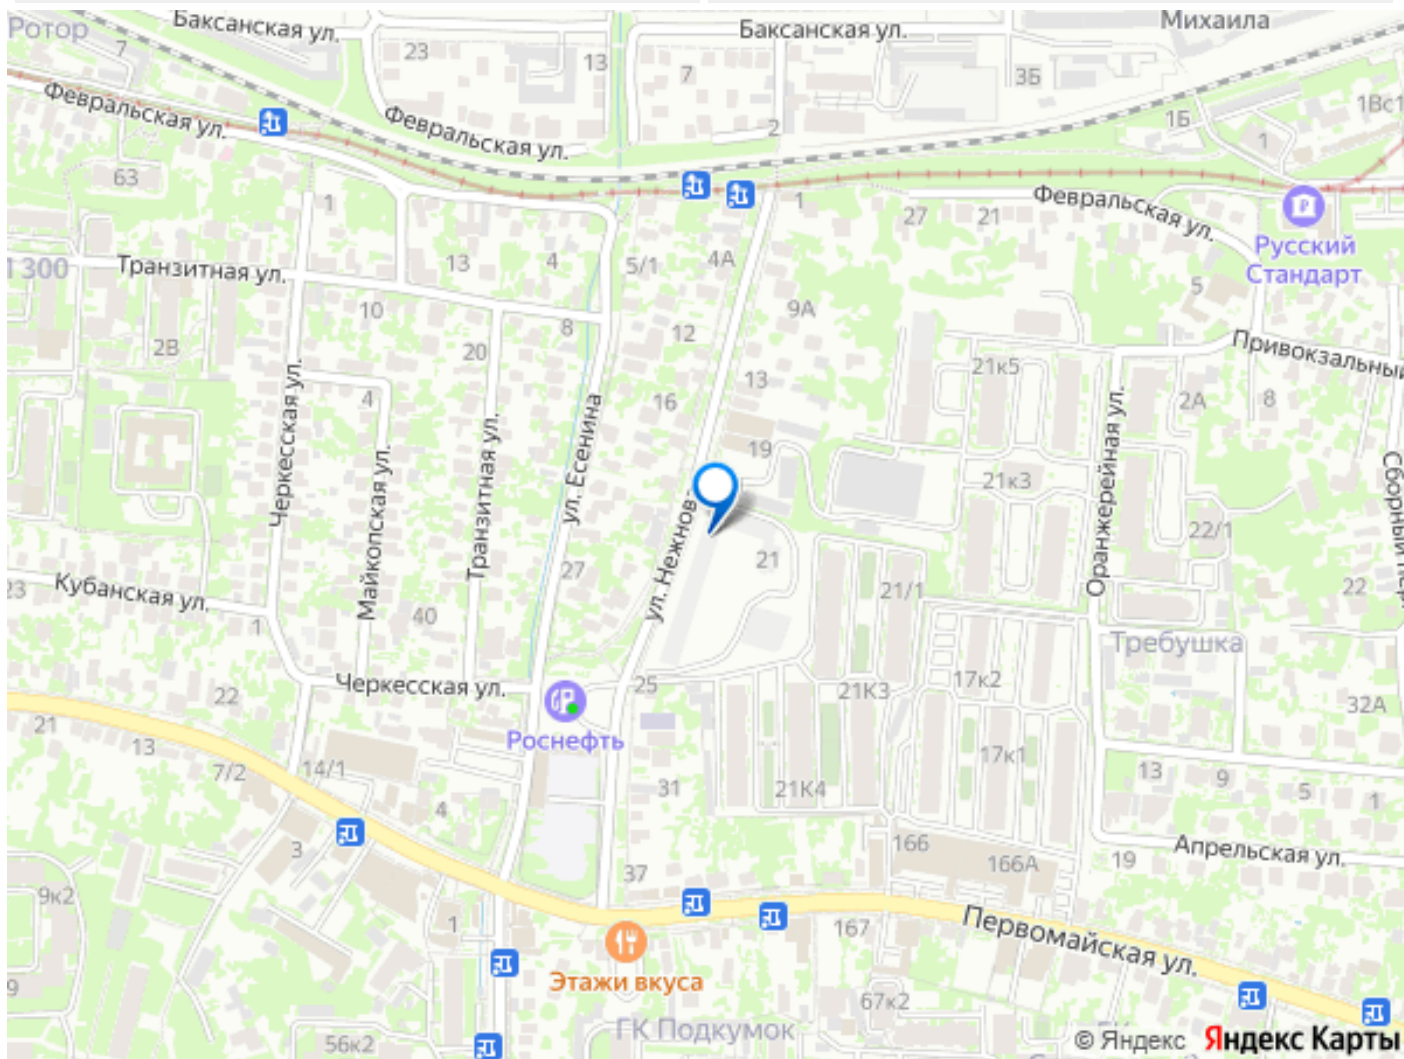 Ротор
Баксанская ул.
Баксанская ул.
Михаила
7
23
13
7
3Б
1Вс1
Февральская ул.
Февральская ул.
2
1Б
1
63
1
1
27
21
Февральская ул.
Русский
Стандарт
1 300
Транзитная ул.
13
4
5/1
4А
5
10
8
9А
2В
20
12
Привокзальный
4
16
13
21к5
2А
8
Черкесская ул.
Майкопская ул.
Транзитная ул.
ул. Есенина
ул. Нежнов
19
21к3
Оранжерейная ул.
22/1
23
Кубанская ул.
1
40
27
21
21/1
22
Требушка
Черкесская ул.
22
25
21К3
17к2
32А
21
13
7/2
14/1
Роснефть
31
21К4
17к1
13
9
5
1
4
3
166
166А
19
Апрельская ул.
9к2
37
1
167
Первомайская ул.
Этажи вкуса
9
67к2
56к2
ГК Подкумок
© Яндекс Яндекс Карты